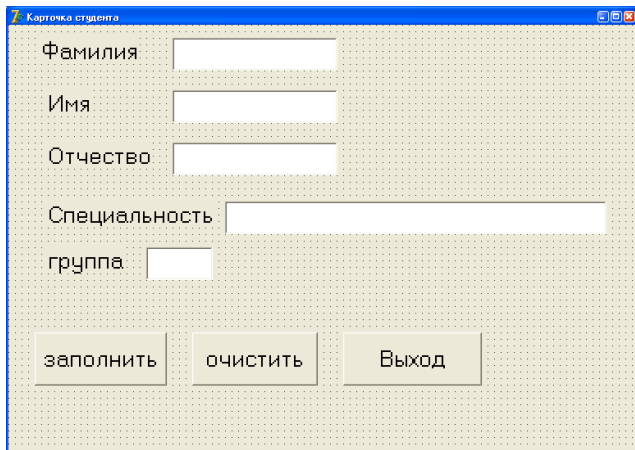 Карточка студента
Фамилия
Имя
Отчество
Специальность
группа
заполнить очистить Выход